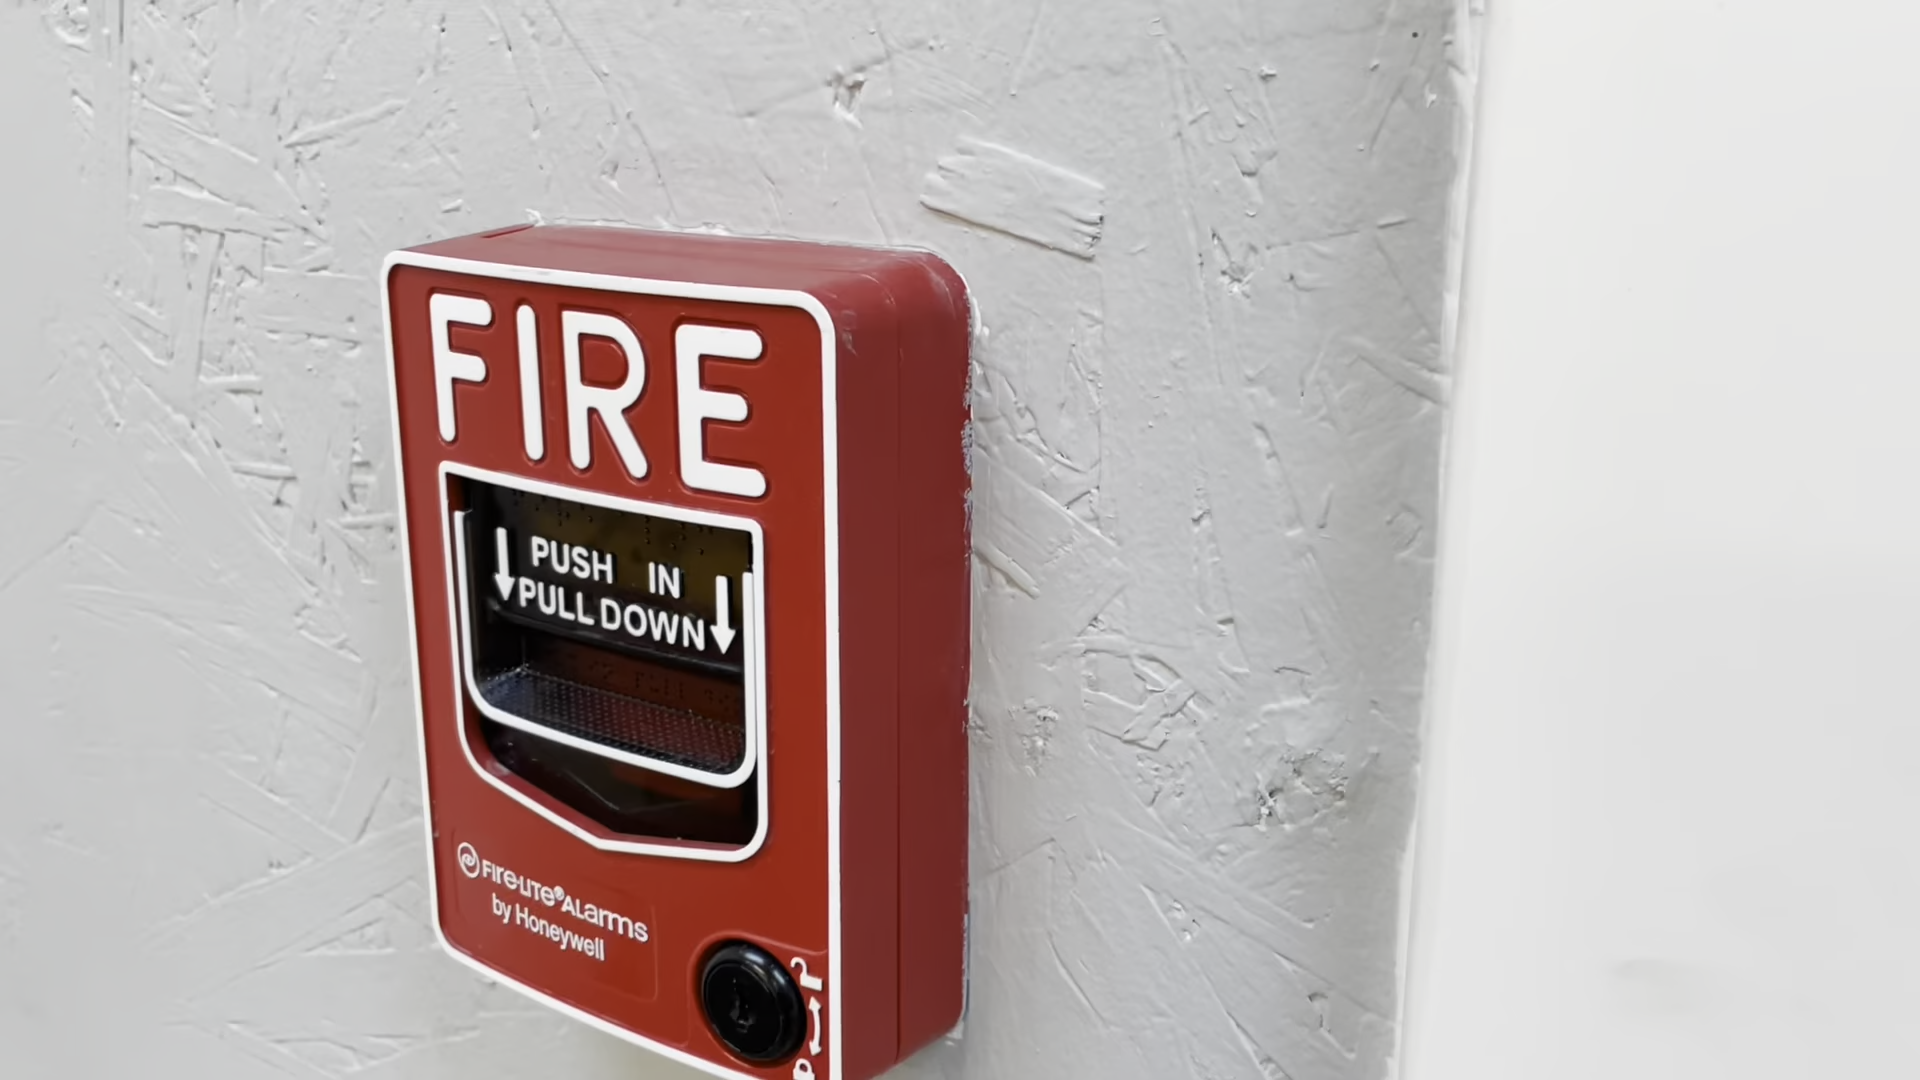 FIRE
PUSH IN
PULL DOWN
FIRE-LITE® ALARMS
by Honeywell